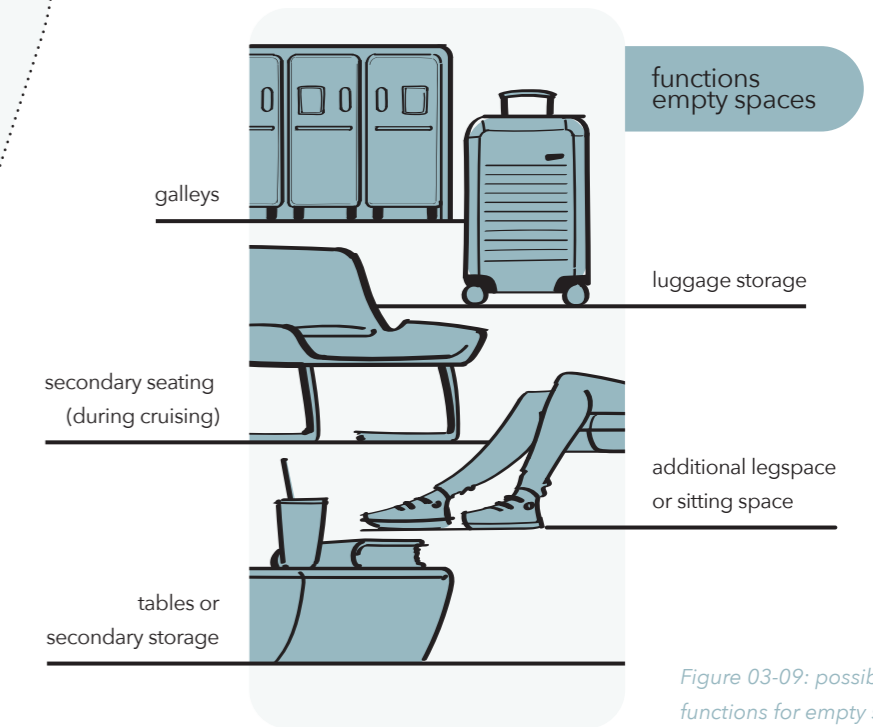 functions
empty spaces
galleys
luggage storage
secondary seating
(during cruising)
additional legspace
or sitting space
tables or
secondary storage
Figure 03-09:
functions for empty